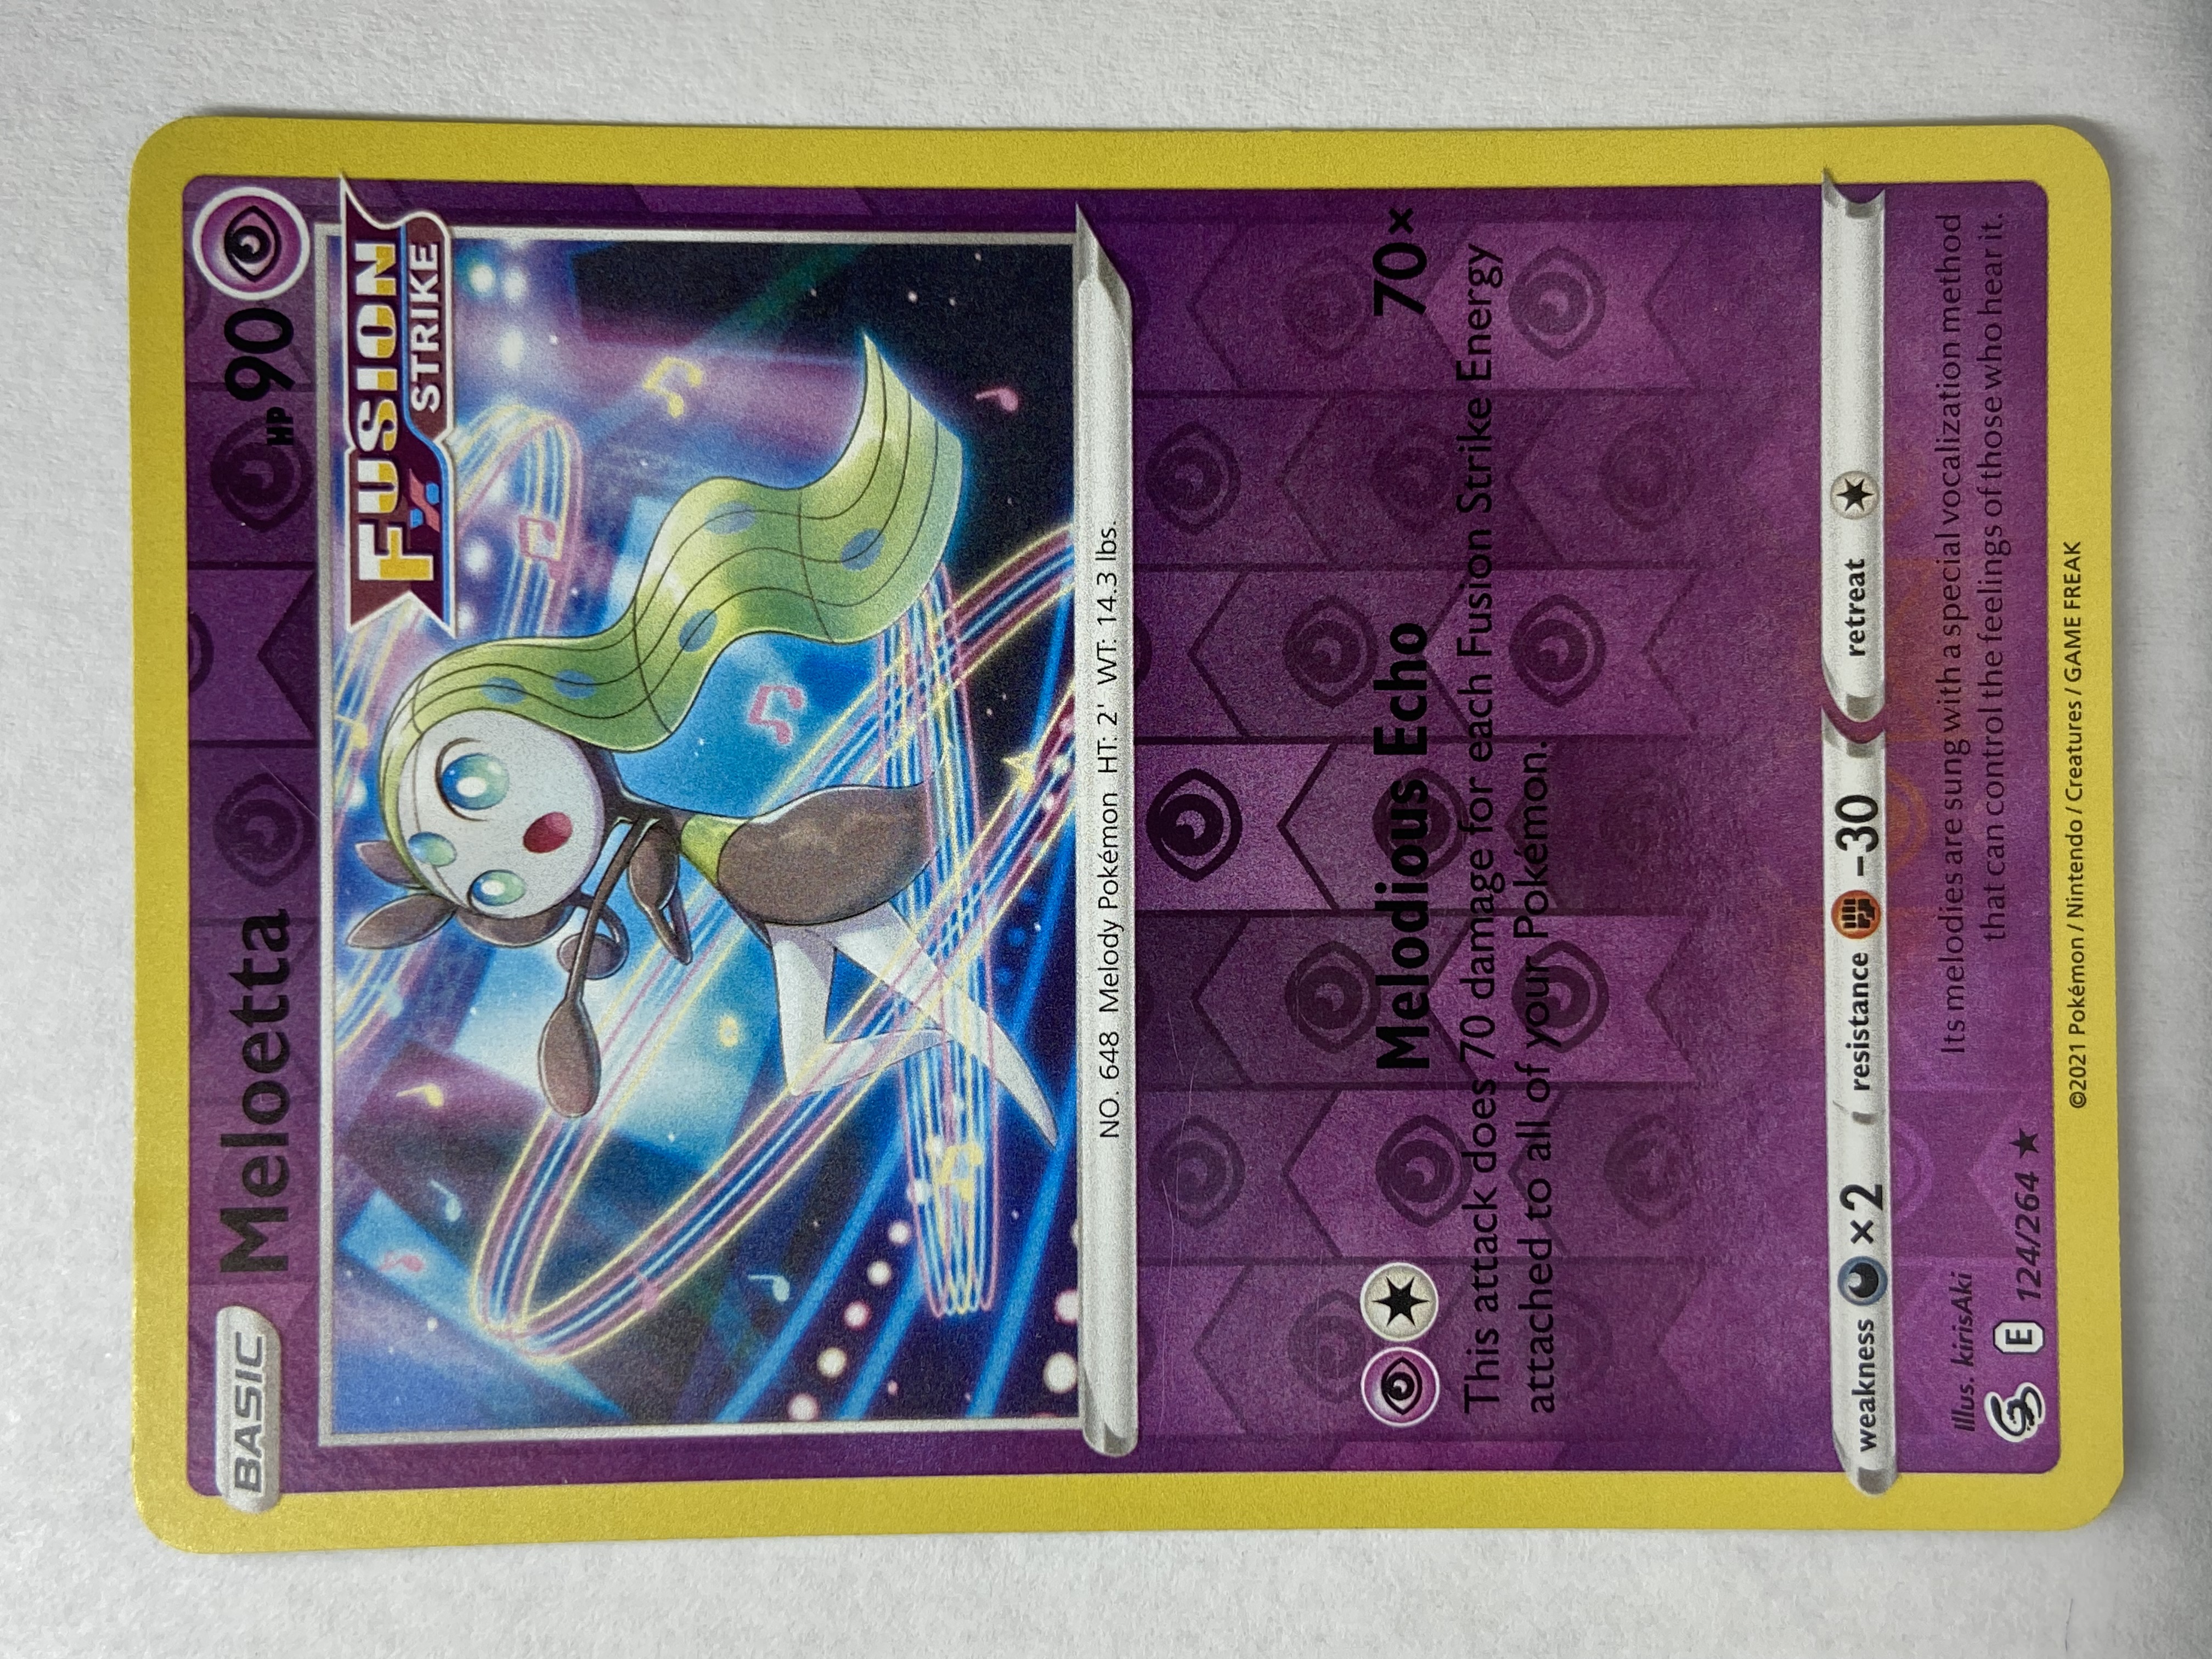 BASIC Meloetta HP 90
FUSION
STRIKE
NO. 648 Melody Pokémon HT: 2' WT: 14.3 lbs.
Melodious Echo 70×
This attack does 70 damage for each Fusion Strike Energy
attached to all of your Pokémon.
weakness ×2 resistance -30 retreat
Illus. kirisAki
Its melodies are sung with a special vocalization method
that can control the feelings of those who hear it.
E 124/264 ★
©2021 Pokémon / Nintendo / Creatures / GAME FREAK